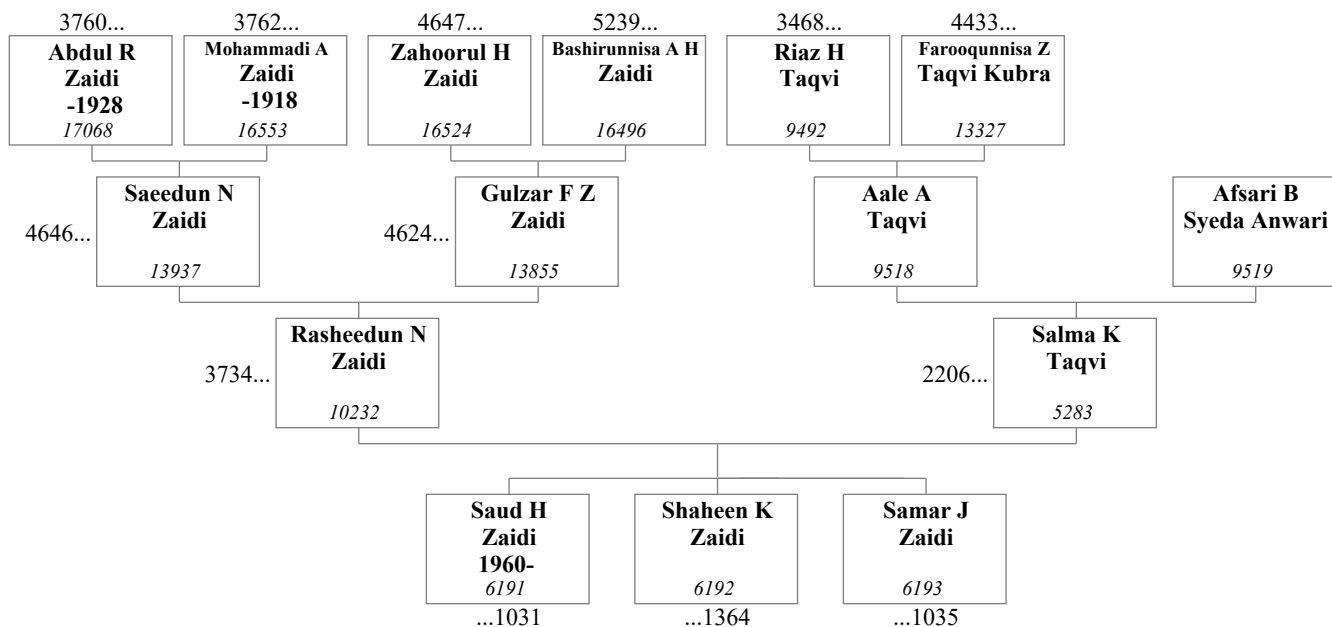 3760...
3762...
4647...
5239...
3468...
4433...
Abdul R
Zaidi
-1928
17068
Mohammadi A
Zaidi
-1918
16553
Zahoorul H
Zaidi
16524
Bashirunnisa A H
Zaidi
16496
Riaz H
Taqvi
9492
Farooqunnisa Z
Taqvi Kubra
13327
4646...
Saeedun N
Zaidi
13937
4624...
Gulzar F Z
Zaidi
13855
Aale A
Taqvi
9518
Afsari B
Syeda Anwari
9519
3734...
Rasheedun N
Zaidi
10232
2206...
Salma K
Taqvi
5283
Saud H
Zaidi
1960-
6191
...1031
Shaheen K
Zaidi
6192
...1364
Samar J
Zaidi
6193
...1035